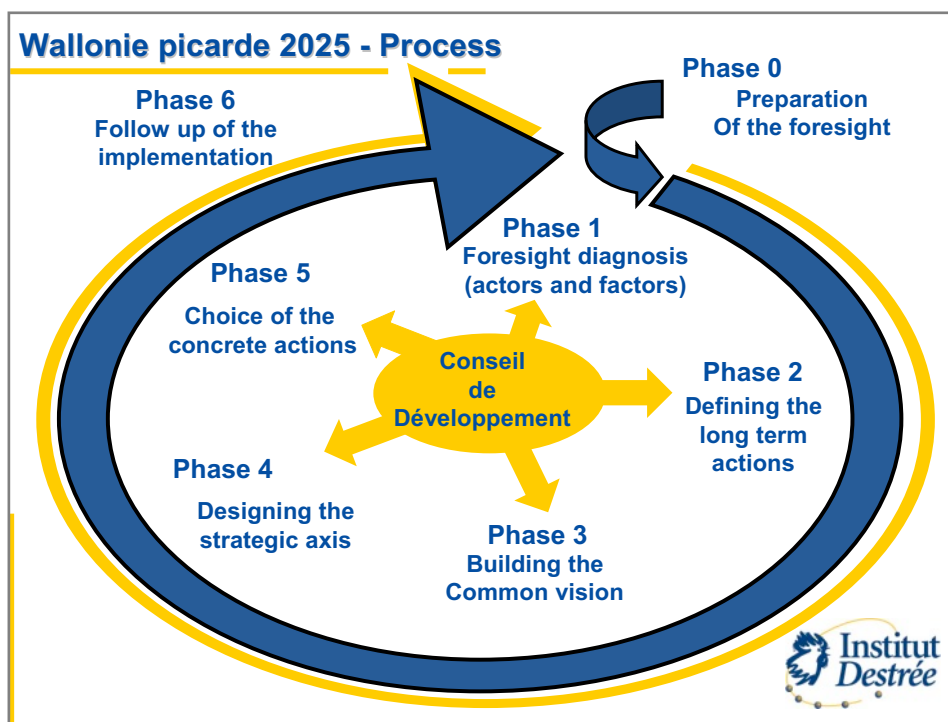 Wallonie picarde 2025 - Process
Phase 0
Preparation
Of the foresight
Phase 6
Follow up of the
implementation
Phase 1
Foresight diagnosis
(actors and factors)
Phase 5
Choice of the
concrete actions
Conseil
de
Développement
Phase 2
Defining the
long term
actions
Phase 4
Designing the
strategic axis
Phase 3
Building the
Common vision
Institut
Destrée